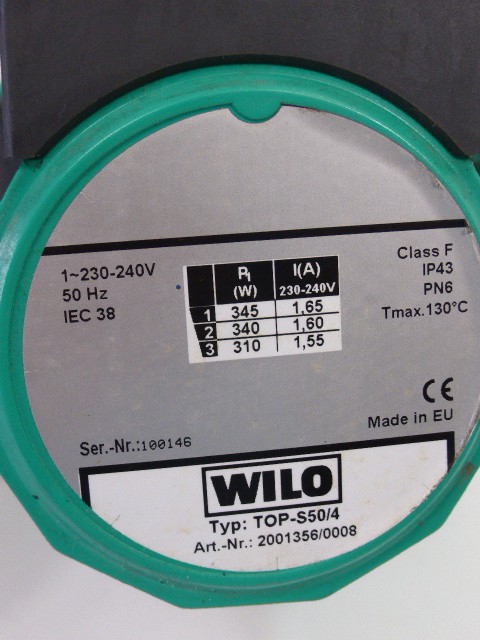 1~230-240V
50 Hz
IEC 38
P1 I(A)
(W) 230-240V
1 345 1,65
2 340 1,60
3 310 1,55
Class F
IP43
PN6
Tmax.130°C
CE
Made in EU
Ser.-Nr.:100146
WILO
Typ: TOP-S50/4
Art.-Nr.: 2001356/0008